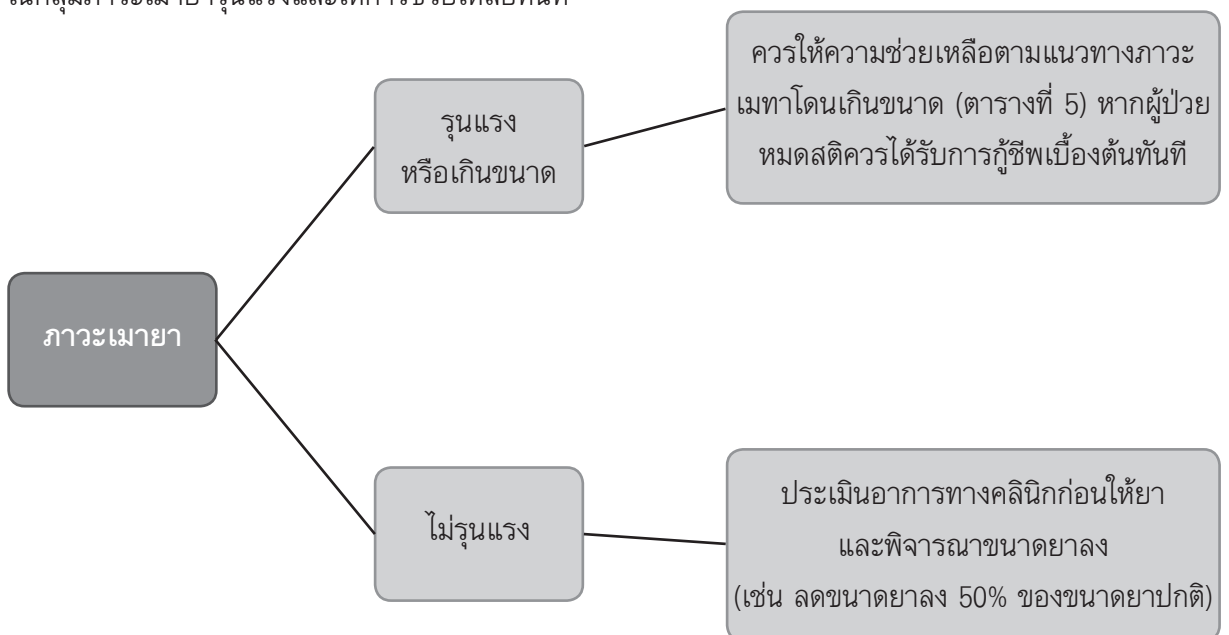 รุนแรง
หรือเกินขนาด
ควรให้ความช่วยเหลือตามแนวทางภาวะ
เมทาโดนเกินขนาด (ตารางที่ 5) หากผู้ป่วย
หมดสติควรได้รับการกู้ชีพเบื้องต้นทันที
ภาวะเมายา
ไม่รุนแรง
ประเมินอาการทางคลินิกก่อนให้ยา
และพิจารณาขนาดยาลง
(เช่น ลดขนาดยาลง 50% ของขนาดยาปกติ)